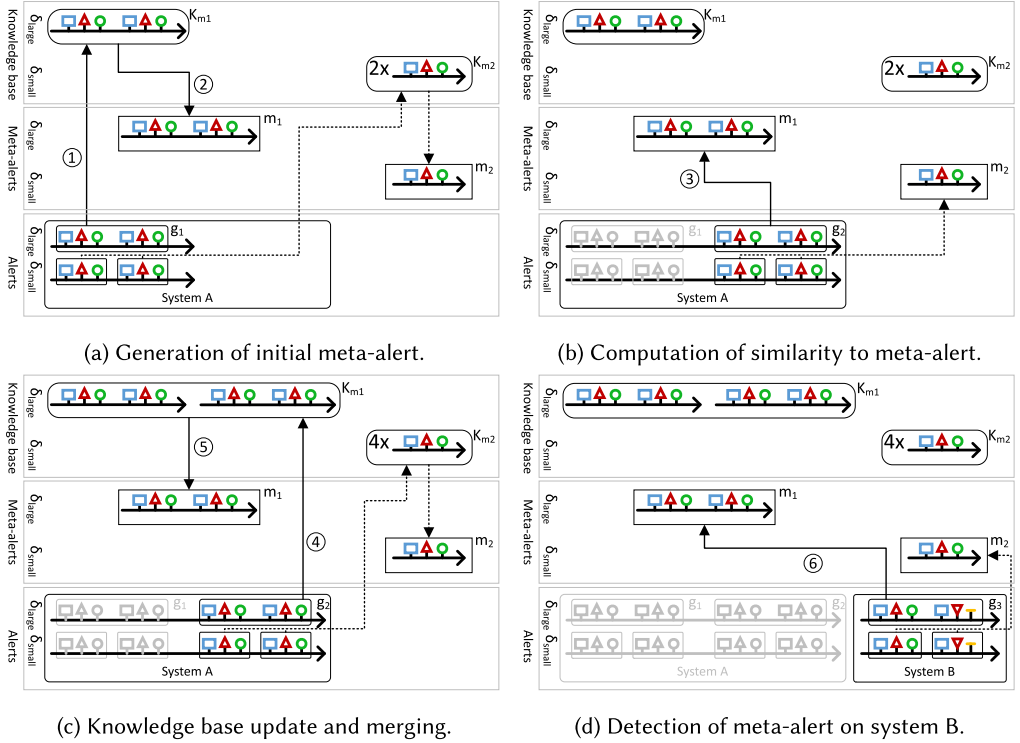 Knowledge base
δlarge
δsmall
Km1
2x
Km2
①
②
Meta-alerts
δlarge
δsmall
m1
m2
Alerts
δlarge
δsmall
g1
System A
(a) Generation of initial meta-alert.
Knowledge base
δlarge
δsmall
Km1
2x
Km2
Meta-alerts
δlarge
δsmall
m1
③
m2
Alerts
δlarge
δsmall
g1
g2
System A
(b) Computation of similarity to meta-alert.
Knowledge base
δlarge
δsmall
Km1
⑤
4x
Km2
Meta-alerts
δlarge
δsmall
m1
④
m2
Alerts
δlarge
δsmall
g1
g2
System A
(c) Knowledge base update and merging.
Knowledge base
δlarge
δsmall
Km1
4x
Km2
Meta-alerts
δlarge
δsmall
m1
⑥
m2
Alerts
δlarge
δsmall
g1
g2
g3
System A
System B
(d) Detection of meta-alert on system B.